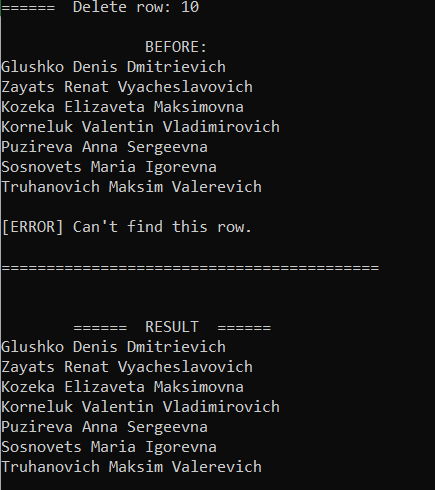 ======  Delete row: 10
BEFORE:
Glushko Denis Dmitrievich
Zayats Renat Vyacheslavovich
Kozeka Elizaveta Maksimovna
Korneluk Valentin Vladimirovich
Puzireva Anna Sergeevna
Sosnovets Maria Igorevna
Truhanovich Maksim Valerevich
[ERROR] Can't find this row.
==========================================
======  RESULT  ======
Glushko Denis Dmitrievich
Zayats Renat Vyacheslavovich
Kozeka Elizaveta Maksimovna
Korneluk Valentin Vladimirovich
Puzireva Anna Sergeevna
Sosnovets Maria Igorevna
Truhanovich Maksim Valerevich